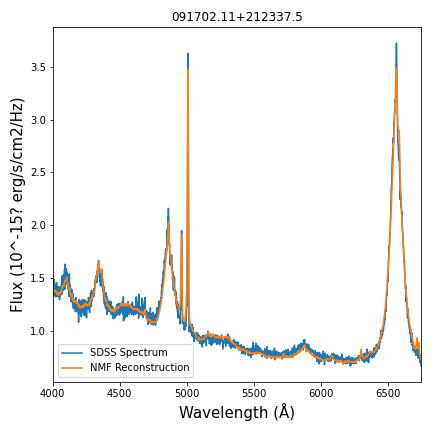 091702.11+212337.5
Flux (10^-15? erg/s/cm2/Hz)
3.5
3.0
2.5
2.0
1.5
1.0
SDSS Spectrum
NMF Reconstruction
4000 4500 5000 5500 6000 6500
Wavelength (Å)